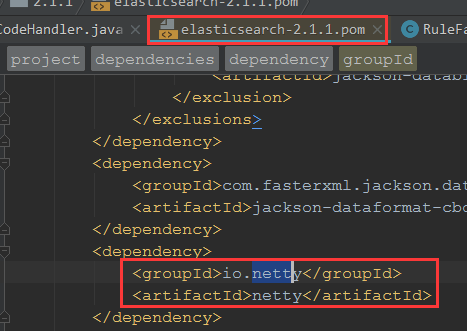 2.1.1 elasticsearch-2.1.1.pom
CodeHandler.java elasticsearch-2.1.1.pom RuleFa
project dependencies dependency groupId
<artifactId>jackson-databf
</exclusion>
</exclusions>
</dependency>
<dependency>
<groupId>com.fasterxml.jackson.dat
<artifactId>jackson-dataformat-cbo
</dependency>
<dependency>
<groupId>io.netty</groupId>
<artifactId>netty</artifactId>
</dependency>